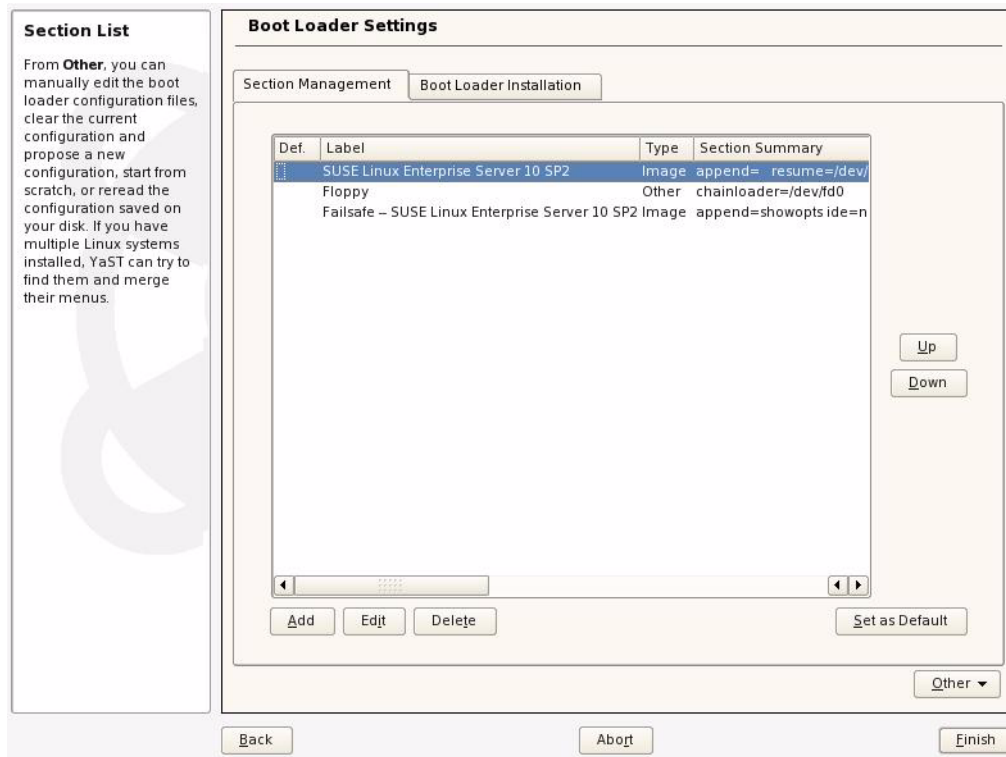 Section List
From Other, you can
manually edit the boot
loader configuration files,
clear the current
configuration and
propose a new
configuration, start from
scratch, or reread the
configuration saved on
your disk. If you have
multiple Linux systems
installed, YaST can try to
find them and merge
their menus.
Boot Loader Settings
Section Management
Boot Loader Installation
Def. Label Type Section Summary
SUSE Linux Enterprise Server 10 SP2 Image append= resume=/dev/
Floppy Other chainloader=/dev/fd0
Failsafe -- SUSE Linux Enterprise Server 10 SP2 Image append=showopts ide=n
Up
Down
Add Edit Delete Set as Default
Other
Back Abort Finish